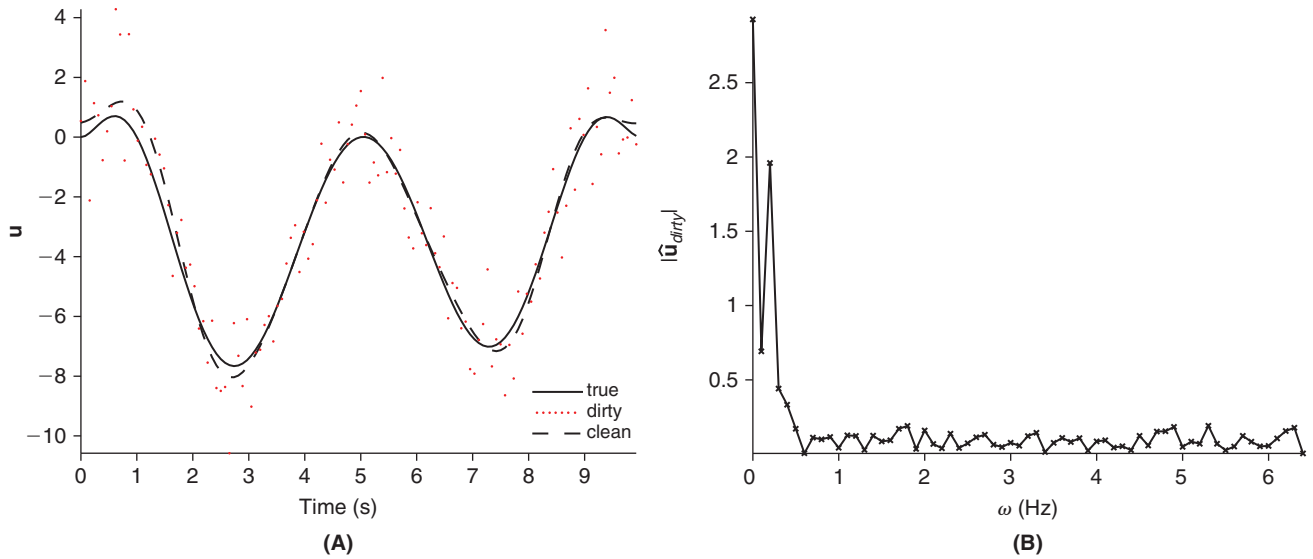 4
2
0
−2
−4
−6
−8
−10
u
0 1 2 3 4 5 6 7 8 9
Time (s)
true
dirty
clean
(A)
2.5
2
1.5
1
0.5
|û_dirty|
0 1 2 3 4 5 6
ω (Hz)
(B)